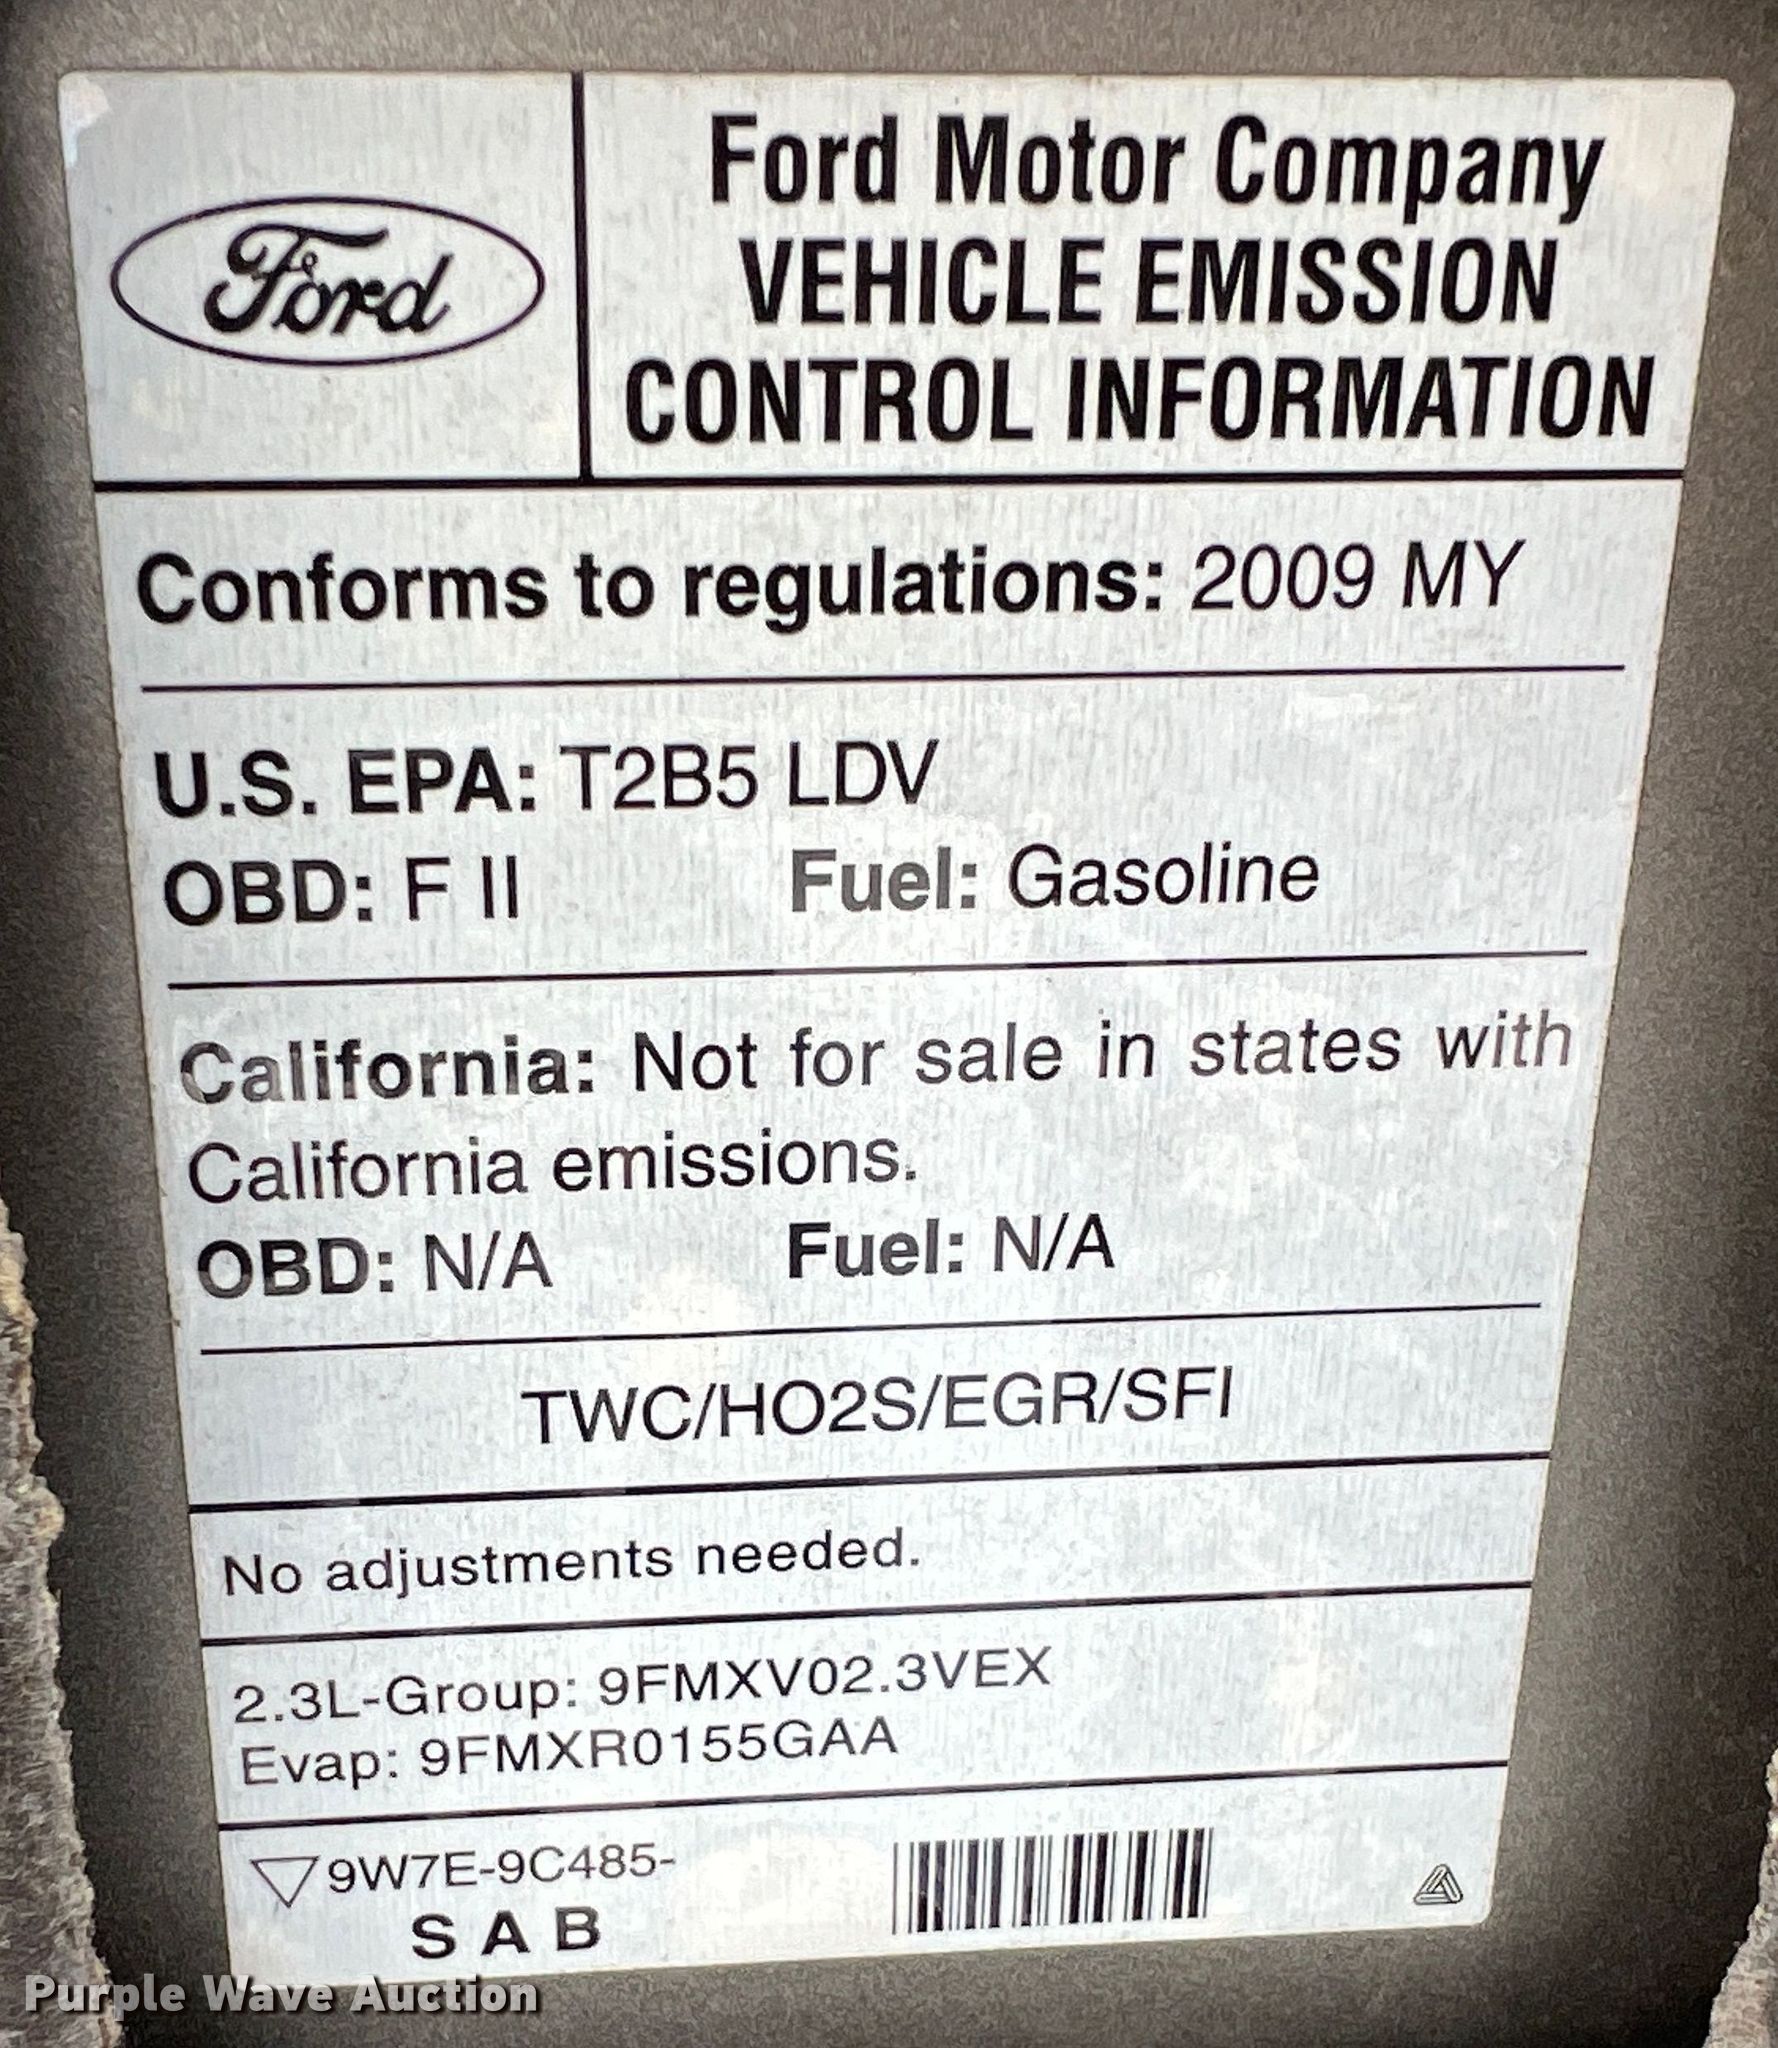 Ford
Ford Motor Company
VEHICLE EMISSION
CONTROL INFORMATION
Conforms to regulations: 2009 MY
U.S. EPA: T2B5 LDV
OBD: F II Fuel: Gasoline
California: Not for sale in states with
California emissions.
OBD: N/A Fuel: N/A
TWC/HO2S/EGR/SFI
No adjustments needed.
2.3L-Group: 9FMXV02.3VEX
Evap: 9FMXR0155GAA
9W7E-9C485-
S A B
Purple Wave Auction